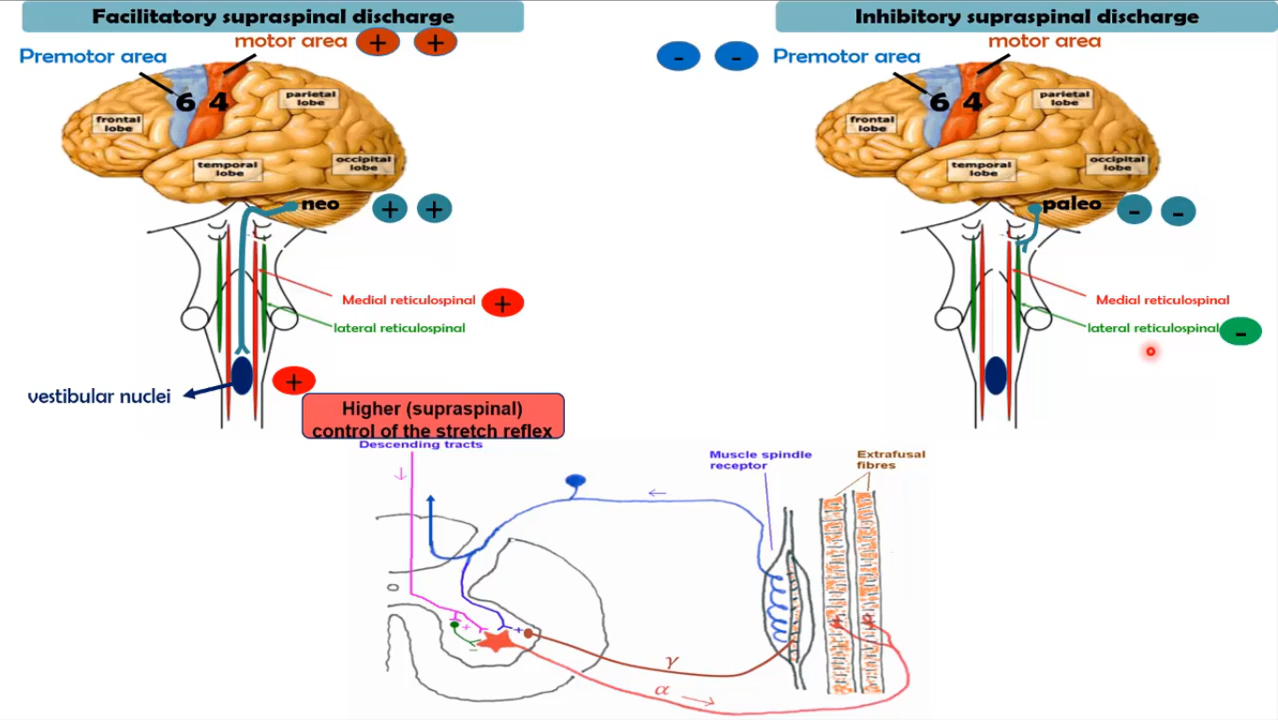 Facilitatory supraspinal discharge
motor area + +
Premotor area
6 4
parietal
lobe
frontal
lobe
temporal
lobe
occipital
lobe
neo + +
Medial reticulospinal +
lateral reticulospinal
vestibular nuclei
+
Inhibitory supraspinal discharge
motor area
- - Premotor area
6 4
parietal
lobe
frontal
lobe
temporal
lobe
occipital
lobe
paleo - -
Medial reticulospinal
lateral reticulospinal -
Higher (supraspinal)
control of the stretch reflex
Descending tracts
Muscle spindle
receptor
Extrafusal
fibres
+ +
-
γ
α